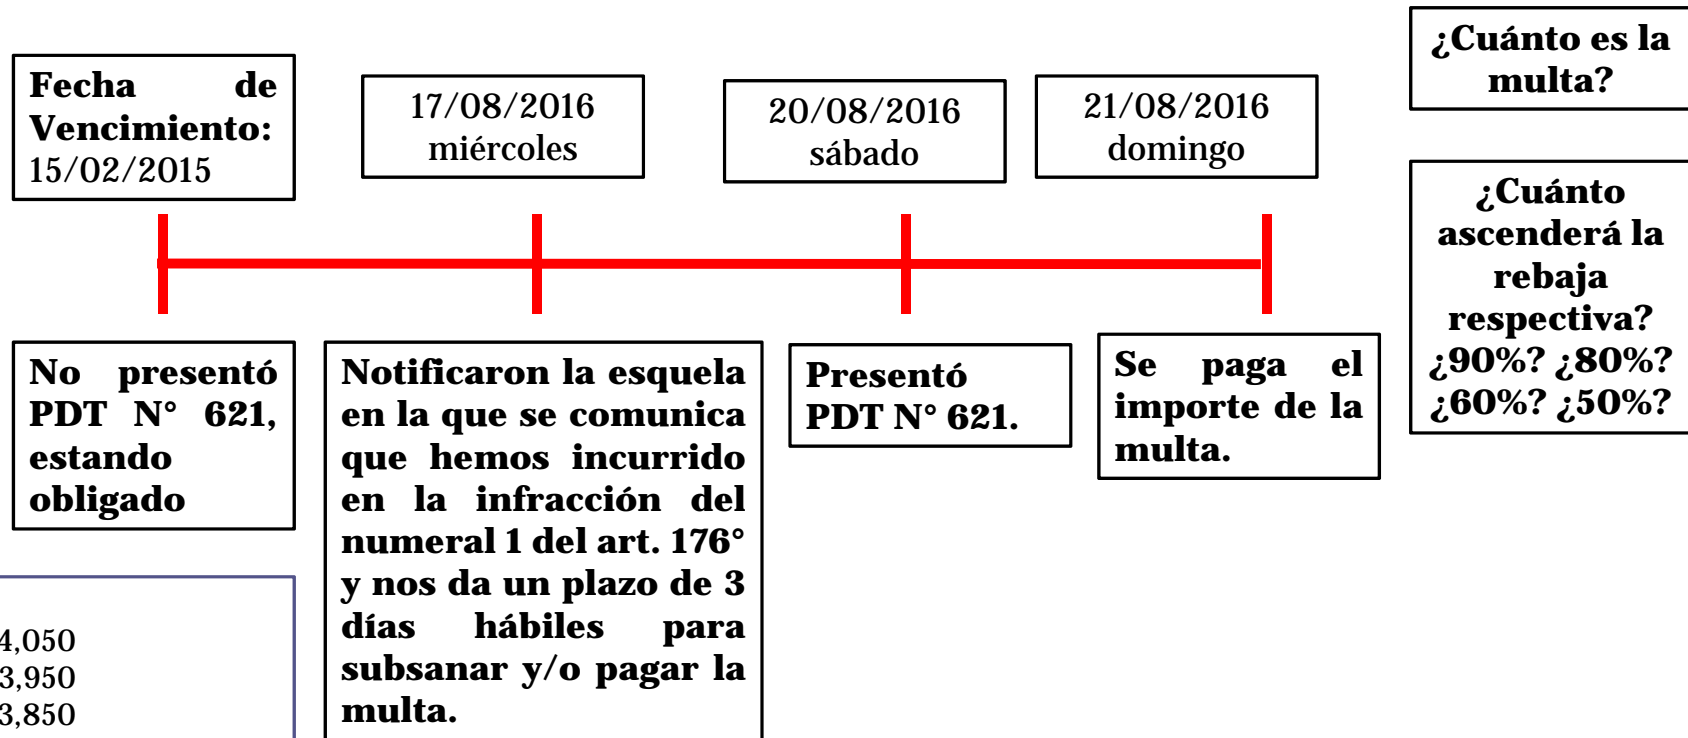 Fecha de
Vencimiento:
15/02/2015
17/08/2016
miércoles
20/08/2016
sábado
21/08/2016
domingo
¿Cuánto es la
multa?
¿Cuánto
ascenderá la
rebaja
respectiva?
¿90%? ¿80%?
¿60%? ¿50%?
No presentó
PDT N° 621,
estando
obligado
Notificaron la esquela
en la que se comunica
que hemos incurrido
en la infracción del
numeral 1 del art. 176°
y nos da un plazo de 3
días hábiles para
subsanar y/o pagar la
multa.
Presentó
PDT N° 621.
Se paga el
importe de la
multa.
4,050
3,950
3,850